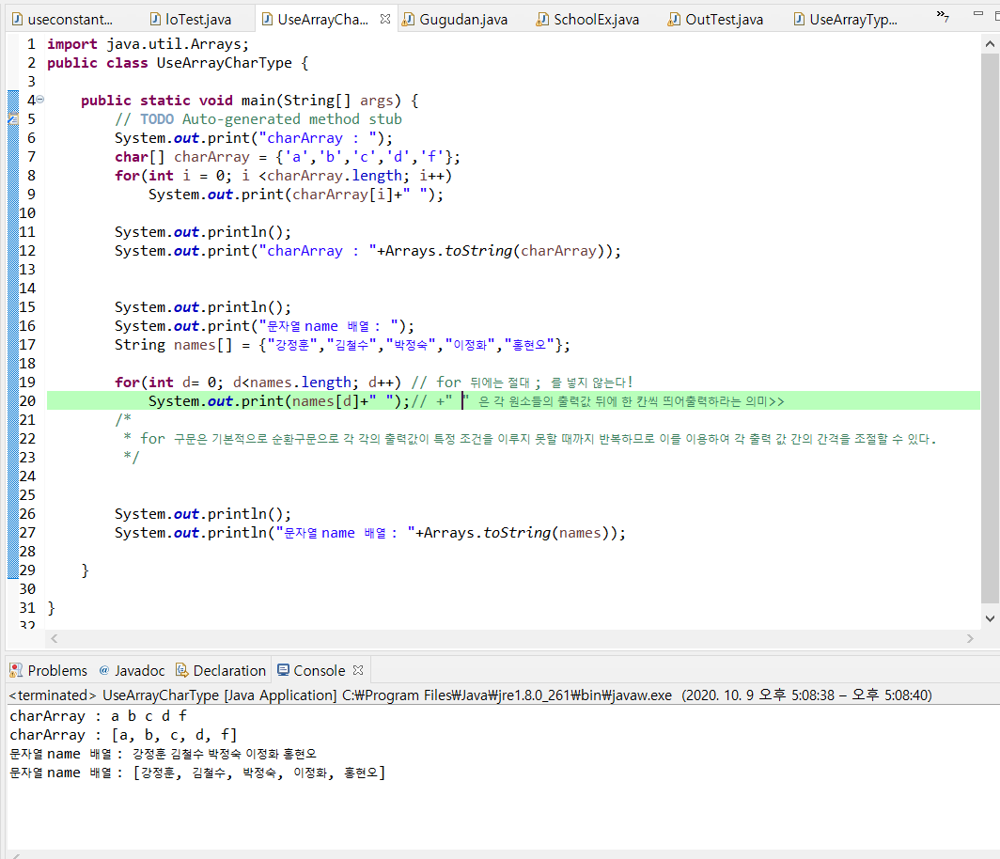 useconstant... IoTest.java UseArrayCha... Gugudan.java SchoolEx.java OutTest.java UseArrayTyp... »7
1 import java.util.Arrays;
2 public class UseArrayCharType {
3
4 public static void main(String[] args) {
5 // TODO Auto-generated method stub
6 System.out.print("charArray : ");
7 char[] charArray = {'a','b','c','d','f'};
8 for(int i = 0; i <charArray.length; i++)
9 System.out.print(charArray[i]+" ");
10
11 System.out.println();
12 System.out.print("charArray : "+Arrays.toString(charArray));
13
14
15 System.out.println();
16 System.out.print("문자열 name 배열 : ");
17 String names[] = {"강정훈","김철수","박정숙","이정화","홍현오"};
18
19 for(int d= 0; d<names.length; d++) // for 뒤에는 절대 ; 를 넣지 않는다!
20 System.out.print(names[d]+" ");// +" " 은 각 원소들의 출력값 뒤에 한 칸씩 띄어출력하라는 의미>>
21 /*
22 * for 구문은 기본적으로 순환구문으로 각 각의 출력값이 특정 조건을 이루지 못할 때까지 반복하므로 이를 이용하여 각 출력 값 간의 간격을 조절할 수 있다.
23 */
24
25
26 System.out.println();
27 System.out.println("문자열 name 배열 : "+Arrays.toString(names));
28
29 }
30
31 }
32
Problems @ Javadoc Declaration Console
<terminated> UseArrayCharType [Java Application] C:₩Program Files₩Java₩jre1.8.0_261₩bin₩javaw.exe (2020. 10. 9 오후 5:08:38 – 오후 5:08:40)
charArray : a b c d f
charArray : [a, b, c, d, f]
문자열 name 배열 : 강정훈 김철수 박정숙 이정화 홍현오
문자열 name 배열 : [강정훈, 김철수, 박정숙, 이정화, 홍현오]